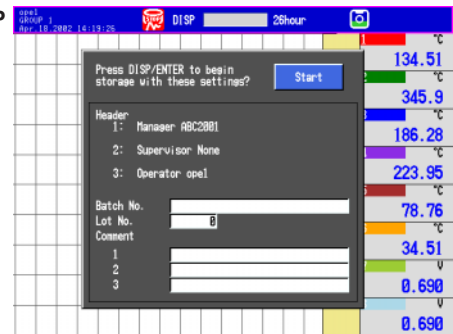 ope1
GROUP 1
Apr.18.2002 14:19:26
DISP
26hour
Press DISP/ENTER to begin
storage with these settings?
Start
Header
1: Manager ABC2001
2: Supervisor None
3: Operator ope1
Batch No.
Lot No. 0
Comment
1
2
3
1 °C
134.51
°C
345.9
°C
186.28
°C
223.95
°C
78.76
°C
34.51
V
0.690
V
0.690